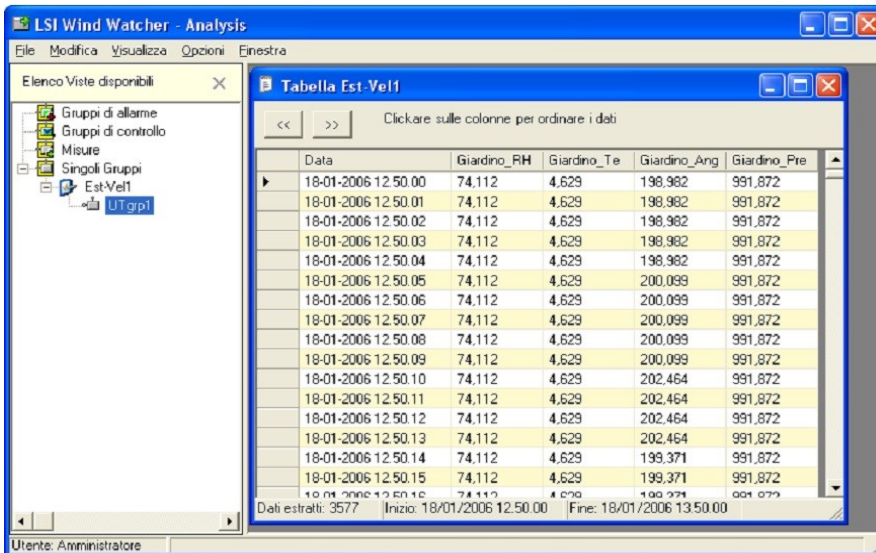 LSI Wind Watcher - Analysis
File Modifica Visualizza Opzioni Finestra
Elenco Viste disponibili
Gruppi di allarme
Gruppi di controllo
Misure
Singoli Gruppi
Est-Vel1
UTgrp1
Tabella Est-Vel1
<< >> Clickare sulle colonne per ordinare i dati
Data Giardino_RH Giardino_Te Giardino_Ang Giardino_Pre
18-01-2006 12.50.00 74,112 4,629 198,982 991,872
18-01-2006 12.50.01 74,112 4,629 198,982 991,872
18-01-2006 12.50.02 74,112 4,629 198,982 991,872
18-01-2006 12.50.03 74,112 4,629 198,982 991,872
18-01-2006 12.50.04 74,112 4,629 198,982 991,872
18-01-2006 12.50.05 74,112 4,629 200,099 991,872
18-01-2006 12.50.06 74,112 4,629 200,099 991,872
18-01-2006 12.50.07 74,112 4,629 200,099 991,872
18-01-2006 12.50.08 74,112 4,629 200,099 991,872
18-01-2006 12.50.09 74,112 4,629 200,099 991,872
18-01-2006 12.50.10 74,112 4,629 202,464 991,872
18-01-2006 12.50.11 74,112 4,629 202,464 991,872
18-01-2006 12.50.12 74,112 4,629 202,464 991,872
18-01-2006 12.50.13 74,112 4,629 202,464 991,872
18-01-2006 12.50.14 74,112 4,629 199,371 991,872
18-01-2006 12.50.15 74,112 4,629 199,371 991,872
18-01-2006 12.50.16 74,112 4,629 199,371 991,872
Dati estratti: 3577 Inizio: 18/01/2006 12.50.00 Fine: 18/01/2006 13.50.00
Utente: Amministratore